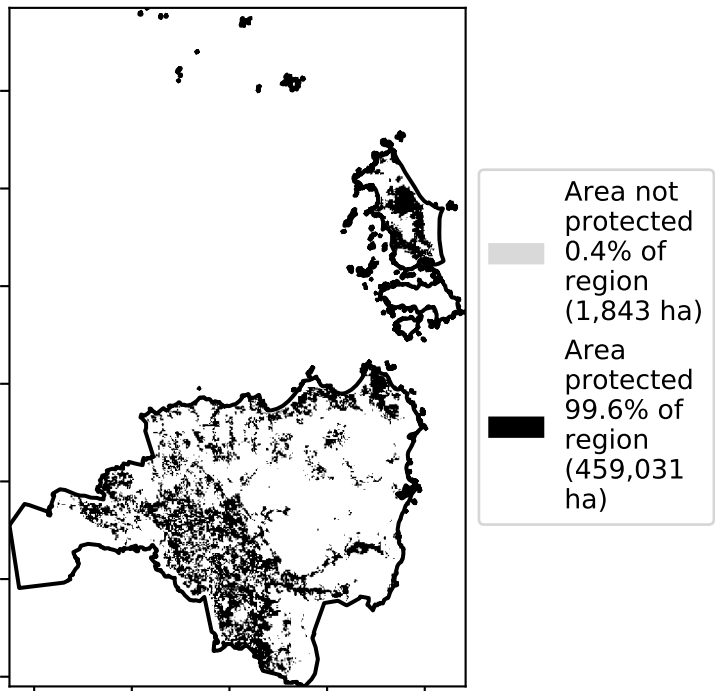 Area not
protected
0.4% of
region
(1,843 ha)
Area
protected
99.6% of
region
(459,031
ha)